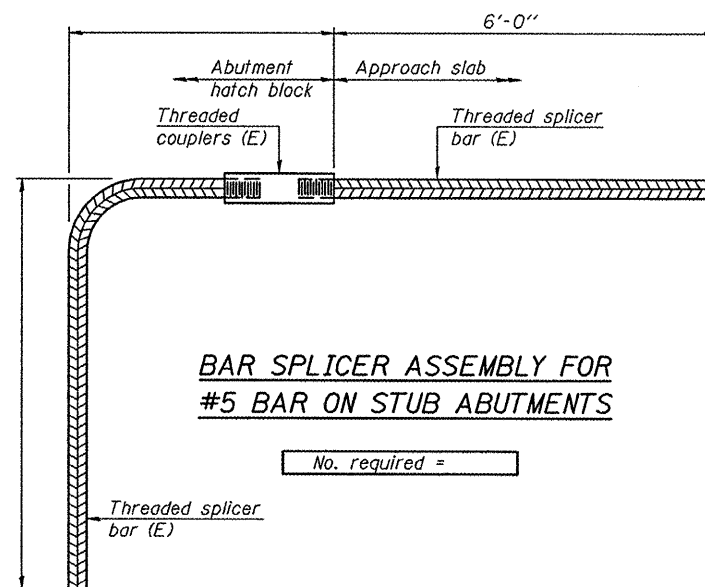 6'-0"
Abutment
hatch block
Approach slab
Threaded
couplers (E)
Threaded splicer
bar (E)
BAR SPLICER ASSEMBLY FOR
#5 BAR ON STUB ABUTMENTS
No. required =
Threaded splicer
bar (E)